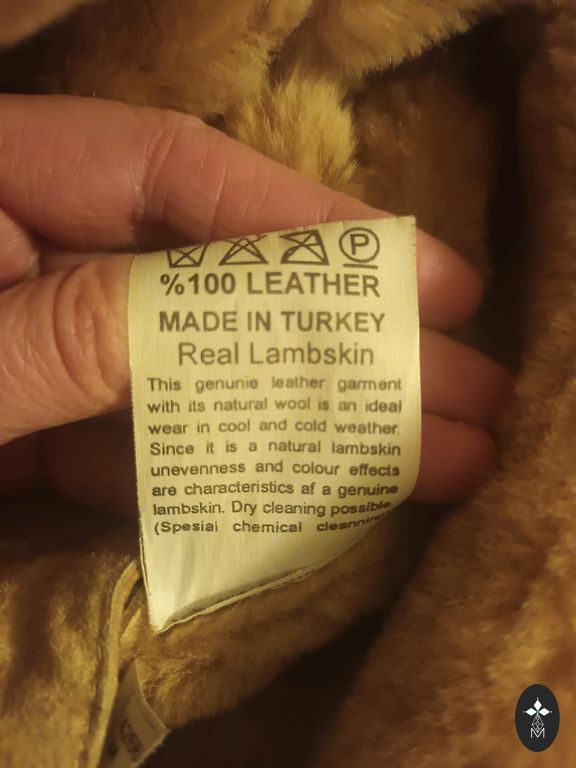 P
%100 LEATHER
MADE IN TURKEY
Real Lambskin
This genunie leather garment
with its natural wool is an ideal
wear in cool and cold weather.
Since it is a natural lambskin
unevenness and colour effects
are characteristics af a genuine
lambskin. Dry cleaning possible.
(Spesial chemical cleanning)
M